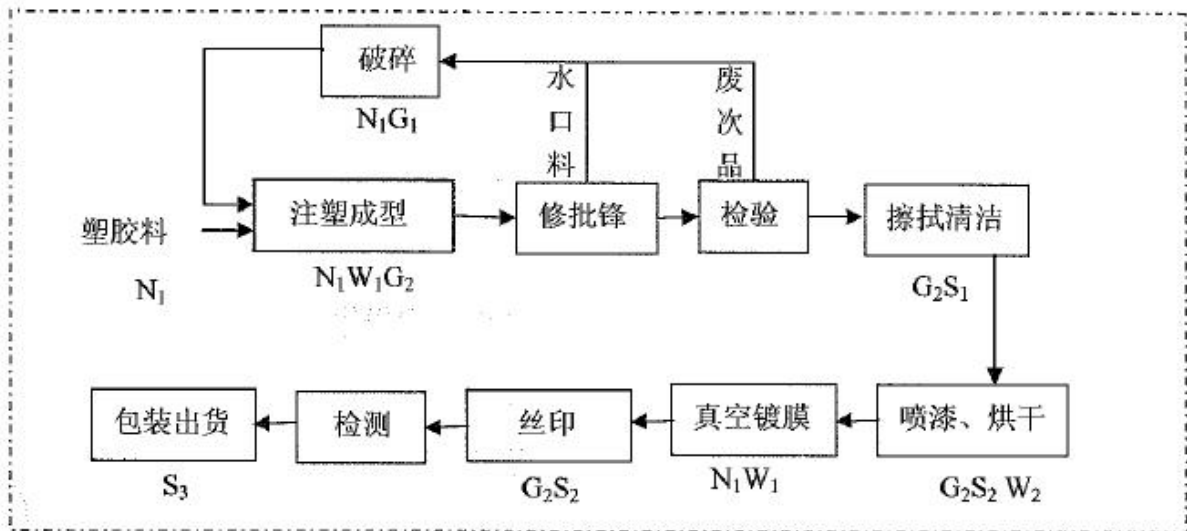 破碎
N₁G₁
水口料
废次品
塑胶料
N₁
注塑成型
N₁W₁G₂
修批锋
检验
擦拭清洁
G₂S₁
包装出货
S₃
检测
丝印
G₂S₂
真空镀膜
N₁W₁
喷漆、烘干
G₂S₂ W₂